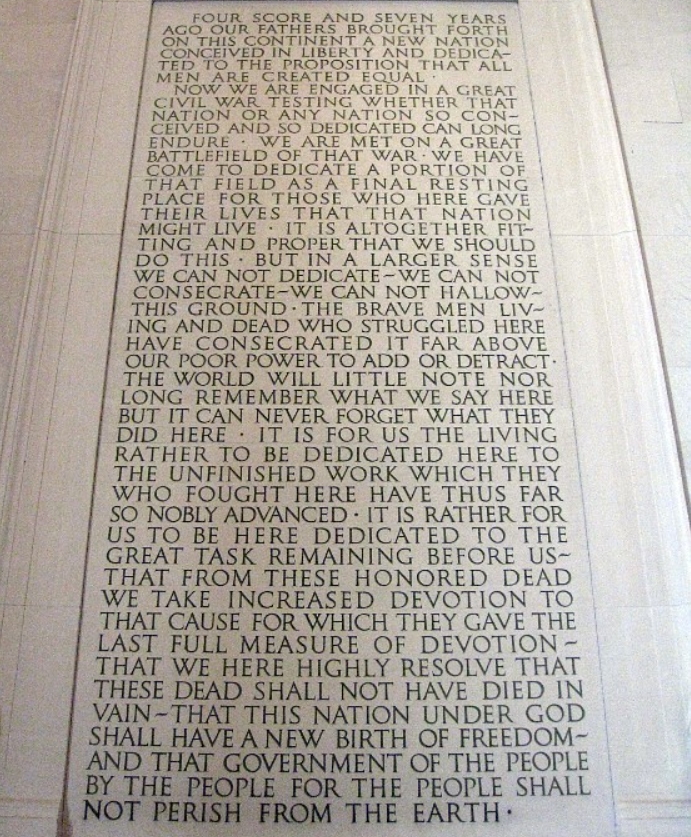 FOUR SCORE AND SEVEN YEARS
AGO OUR FATHERS BROUGHT FORTH
ON THIS CONTINENT A NEW NATION
CONCEIVED IN LIBERTY AND DEDICA~
TED TO THE PROPOSITION THAT ALL
MEN ARE CREATED EQUAL ·
NOW WE ARE ENGAGED IN A GREAT
CIVIL WAR TESTING WHETHER THAT
NATION OR ANY NATION SO CON~
CEIVED AND SO DEDICATED CAN LONG
ENDURE · WE ARE MET ON A GREAT
BATTLEFIELD OF THAT WAR · WE HAVE
COME TO DEDICATE A PORTION OF
THAT FIELD AS A FINAL RESTING
PLACE FOR THOSE WHO HERE GAVE
THEIR LIVES THAT THAT NATION
MIGHT LIVE · IT IS ALTOGETHER FIT~
TING AND PROPER THAT WE SHOULD
DO THIS · BUT IN A LARGER SENSE
WE CAN NOT DEDICATE~WE CAN NOT
CONSECRATE~WE CAN NOT HALLOW~
THIS GROUND · THE BRAVE MEN LIV~
ING AND DEAD WHO STRUGGLED HERE
HAVE CONSECRATED IT FAR ABOVE
OUR POOR POWER TO ADD OR DETRACT ·
THE WORLD WILL LITTLE NOTE NOR
LONG REMEMBER WHAT WE SAY HERE
BUT IT CAN NEVER FORGET WHAT THEY
DID HERE · IT IS FOR US THE LIVING
RATHER TO BE DEDICATED HERE TO
THE UNFINISHED WORK WHICH THEY
WHO FOUGHT HERE HAVE THUS FAR
SO NOBLY ADVANCED · IT IS RATHER FOR
US TO BE HERE DEDICATED TO THE
GREAT TASK REMAINING BEFORE US~
THAT FROM THESE HONORED DEAD
WE TAKE INCREASED DEVOTION TO
THAT CAUSE FOR WHICH THEY GAVE THE
LAST FULL MEASURE OF DEVOTION~
THAT WE HERE HIGHLY RESOLVE THAT
THESE DEAD SHALL NOT HAVE DIED IN
VAIN~THAT THIS NATION UNDER GOD
SHALL HAVE A NEW BIRTH OF FREEDOM~
AND THAT GOVERNMENT OF THE PEOPLE
BY THE PEOPLE FOR THE PEOPLE SHALL
NOT PERISH FROM THE EARTH ·